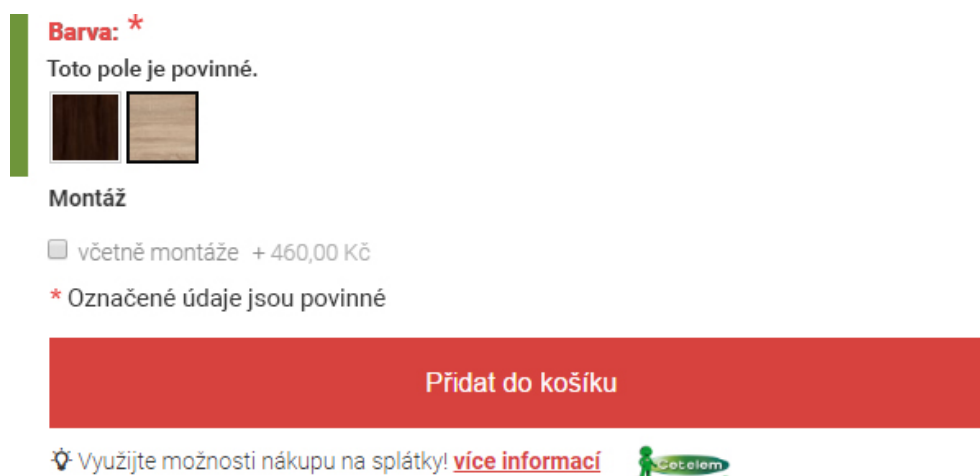 Barva: *
Toto pole je povinné.
Montáž
včetně montáže + 460,00 Kč
* Označené údaje jsou povinné
Přidat do košíku
Využijte možnosti nákupu na splátky! více informací Cetelem